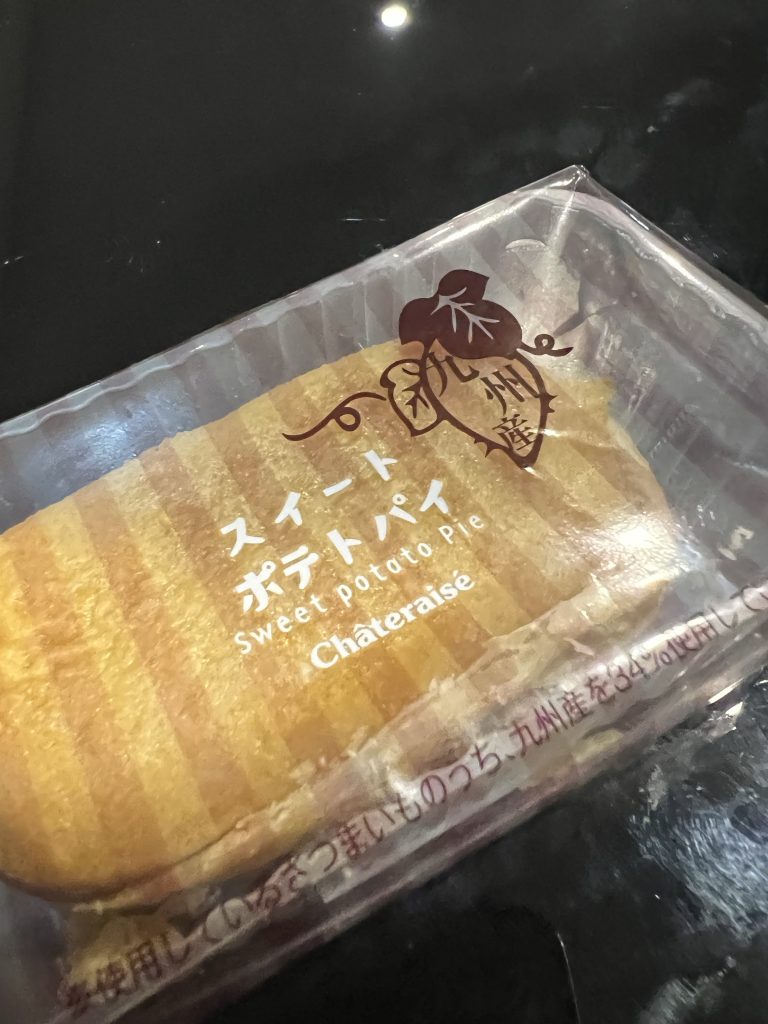 九州産
スイート
ポテトパイ
Sweet potato Pie
Châteraisé
使用しているさつまいものうち、九州産を34%使用して